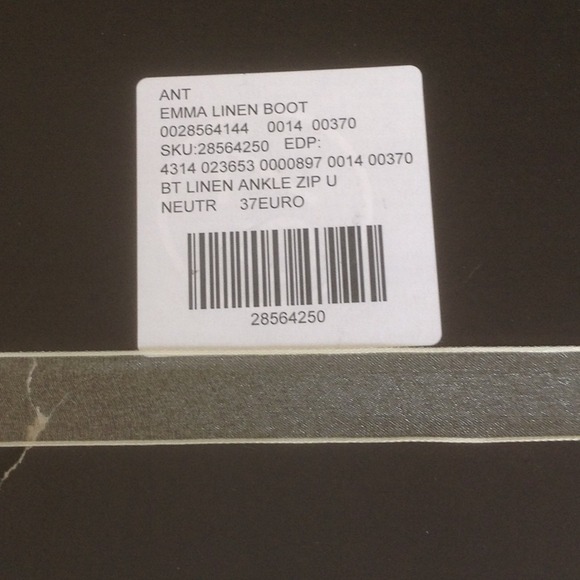 ANT
EMMA LINEN BOOT
0028564144 0014 00370
SKU:28564250 EDP:
4314 023653 0000897 0014 00370
BT LINEN ANKLE ZIP U
NEUTR 37EURO
28564250